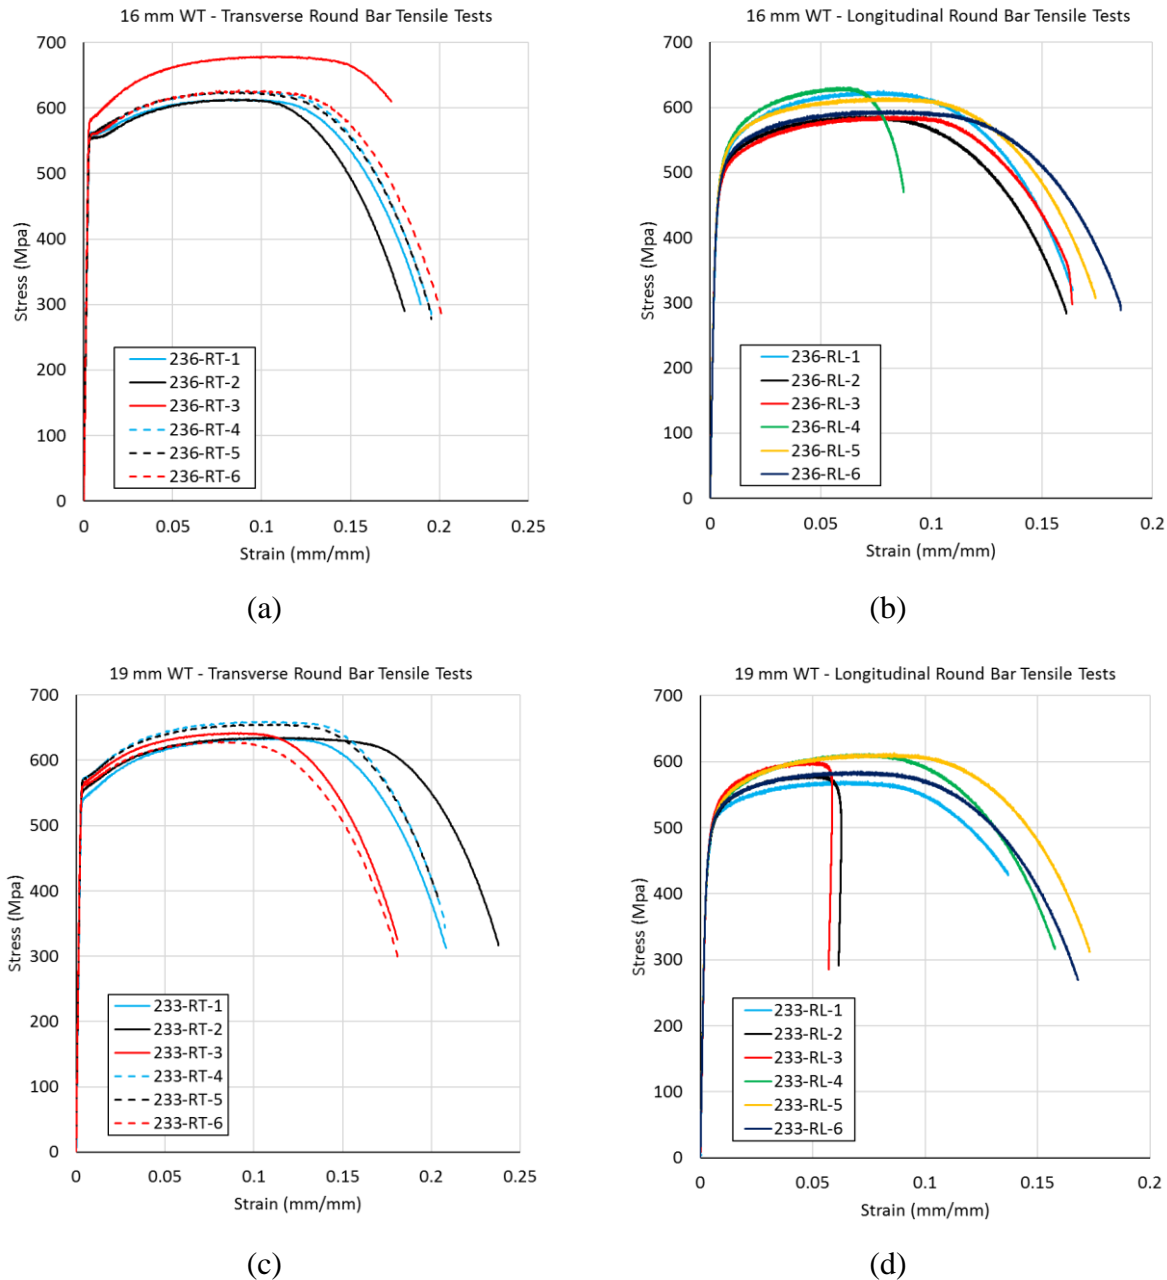 16 mm WT - Transverse Round Bar Tensile Tests
700
600
500
400
300
200
100
0
Stress (Mpa)
236-RT-1
236-RT-2
236-RT-3
236-RT-4
236-RT-5
236-RT-6
0 0.05 0.1 0.15 0.2 0.25
Strain (mm/mm)
(a)
16 mm WT - Longitudinal Round Bar Tensile Tests
700
600
500
400
300
200
100
0
Stress (Mpa)
236-RL-1
236-RL-2
236-RL-3
236-RL-4
236-RL-5
236-RL-6
0 0.05 0.1 0.15 0.2
Strain (mm/mm)
(b)
19 mm WT - Transverse Round Bar Tensile Tests
700
600
500
400
300
200
100
0
Stress (Mpa)
233-RT-1
233-RT-2
233-RT-3
233-RT-4
233-RT-5
233-RT-6
0 0.05 0.1 0.15 0.2 0.25
Strain (mm/mm)
(c)
19 mm WT - Longitudinal Round Bar Tensile Tests
700
600
500
400
300
200
100
0
Stress (Mpa)
233-RL-1
233-RL-2
233-RL-3
233-RL-4
233-RL-5
233-RL-6
0 0.05 0.1 0.15 0.2
Strain (mm/mm)
(d)